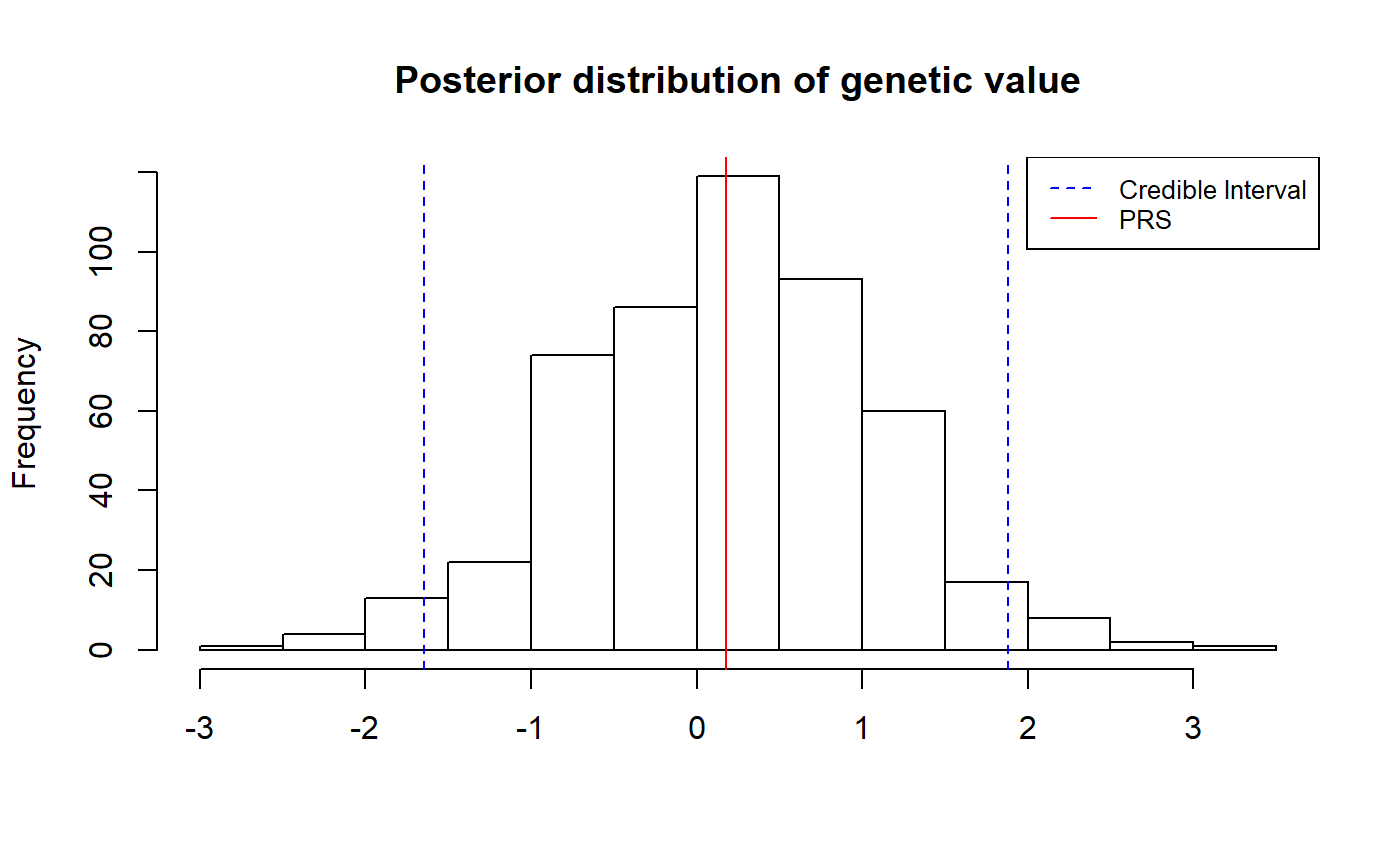 Posterior distribution of genetic value
Credible Interval
PRS
Frequency
100
80
60
40
20
0
-3 -2 -1 0 1 2 3